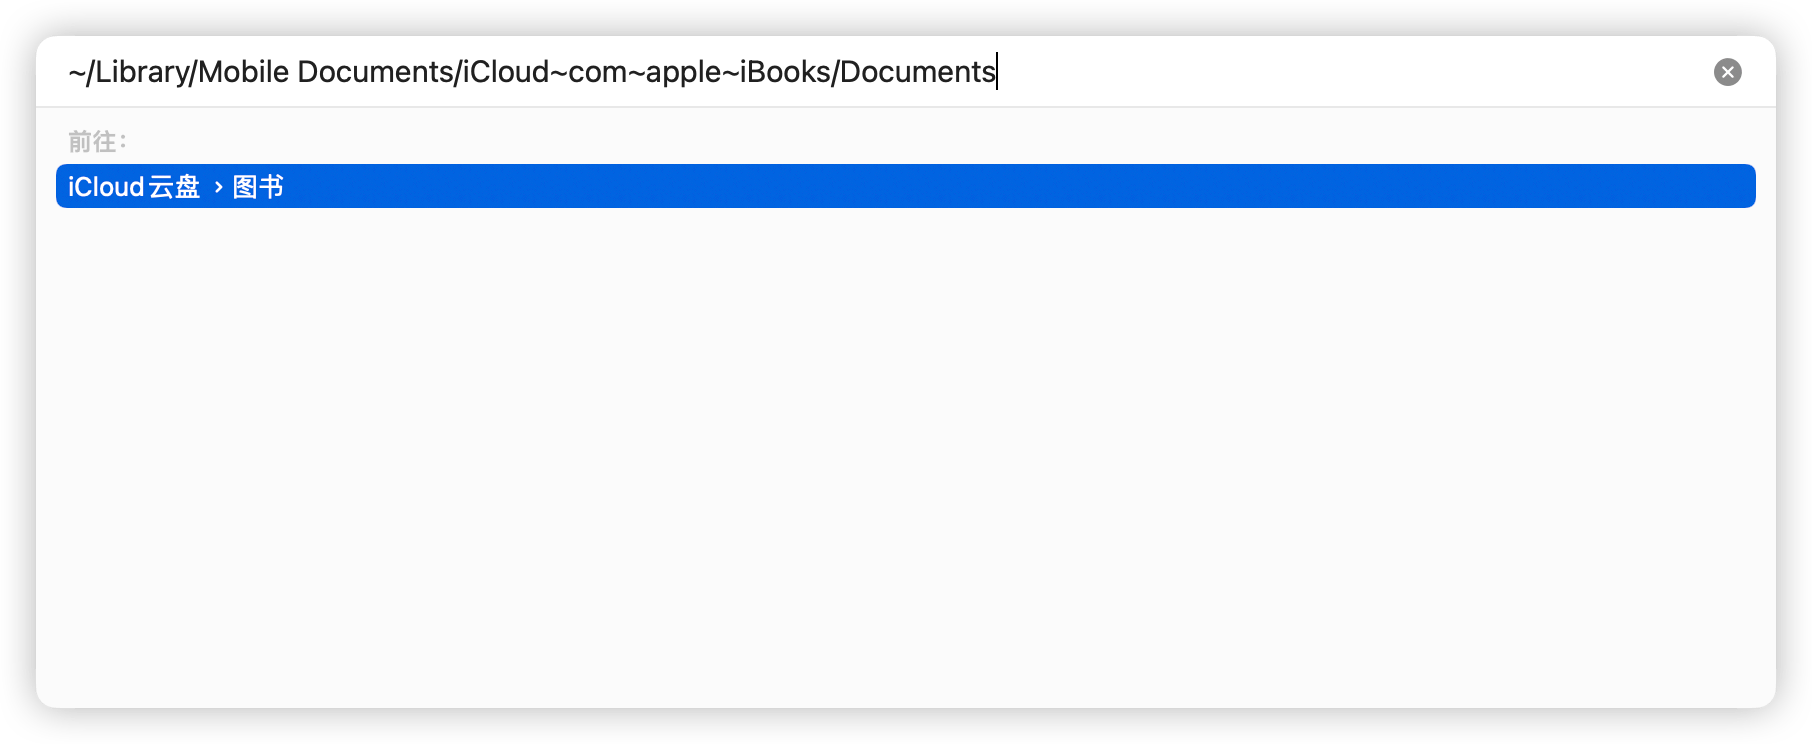 ~/Library/Mobile Documents/iCloud~com~apple~iBooks/Documents
前往：
iCloud云盘 › 图书